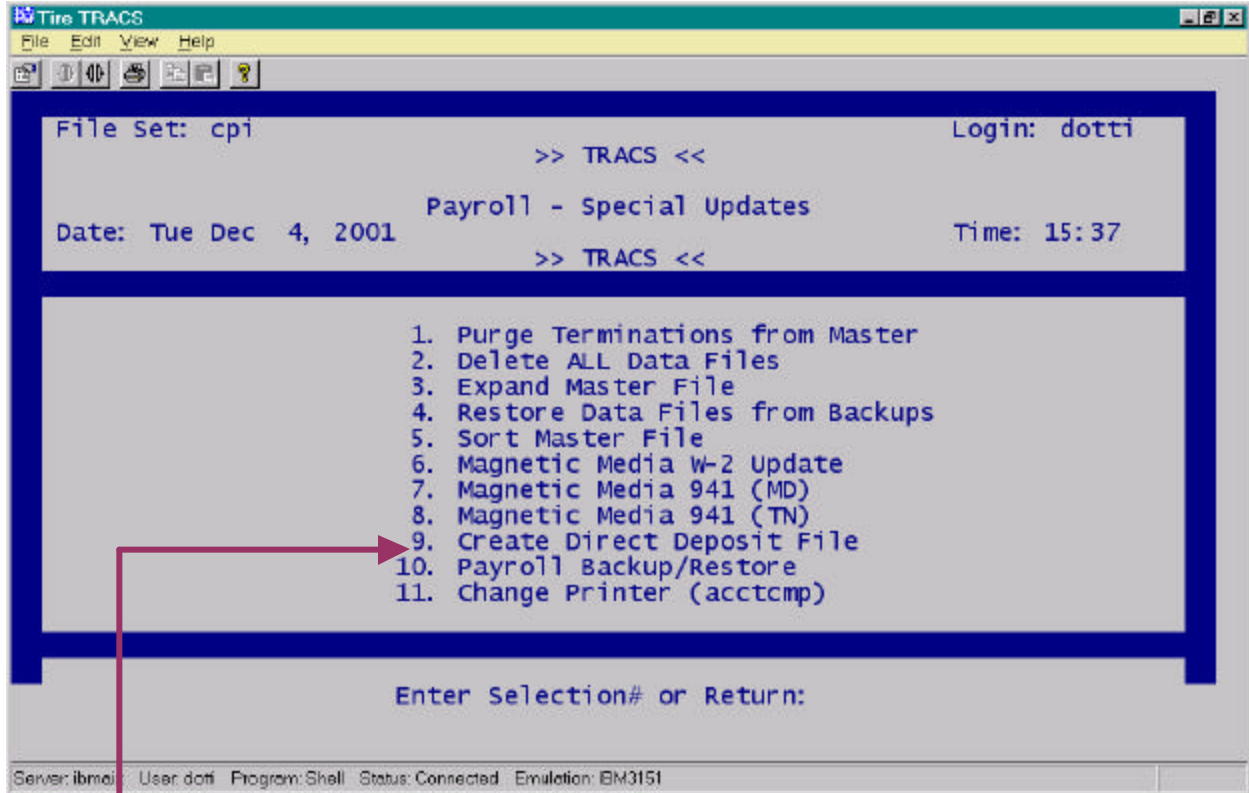 Tire TRACS
File Edit View Help
File Set: cpi Login: dotti
>> TRACS <<
Payroll - Special Updates
Date: Tue Dec 4, 2001 Time: 15:37
>> TRACS <<
1. Purge Terminations from Master
2. Delete ALL Data Files
3. Expand Master File
4. Restore Data Files from Backups
5. Sort Master File
6. Magnetic Media W-2 Update
7. Magnetic Media 941 (MD)
8. Magnetic Media 941 (TN)
9. Create Direct Deposit File
10. Payroll Backup/Restore
11. Change Printer (acctcmp)
Enter Selection# or Return:
Server: User: dotti Program: Shell Status: Connected Emulation: IBM3151